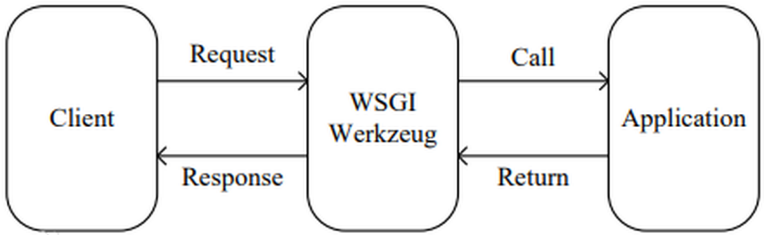 Request
Call
Client
WSGI
Werkzeug
Application
Response
Return